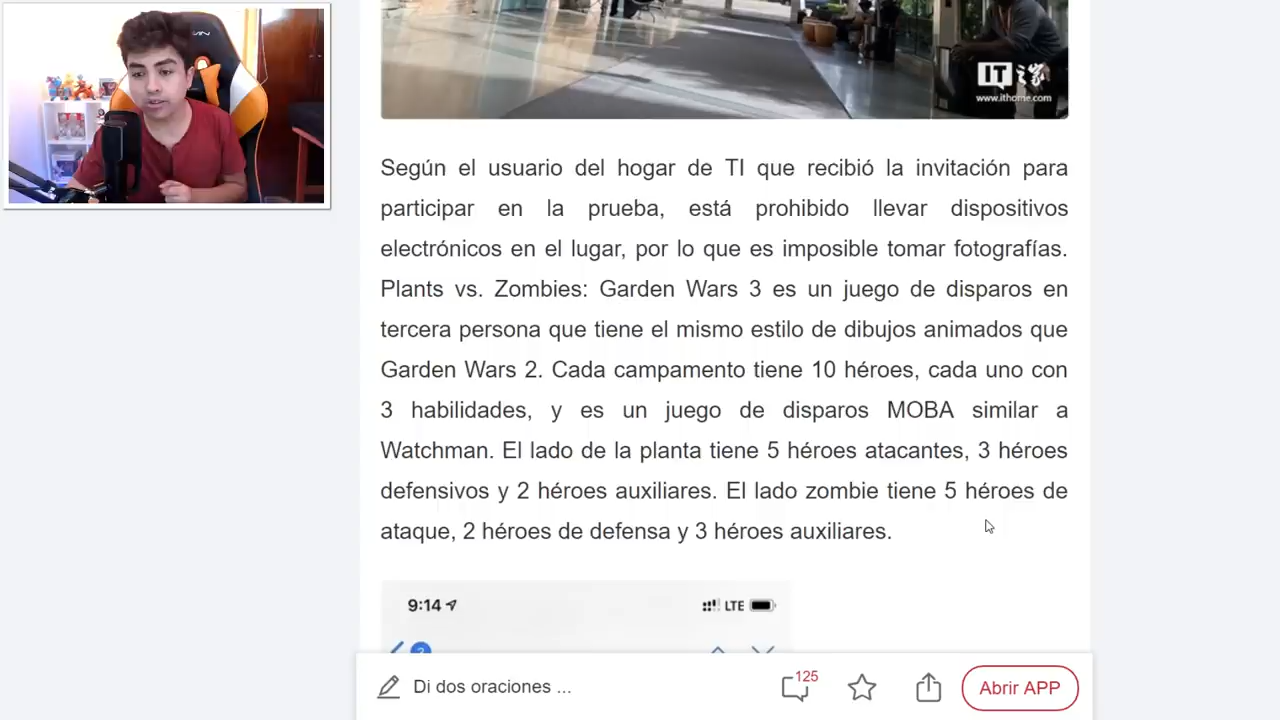 IT
www.ithome.com
Según el usuario del hogar de TI que recibió la invitación para
participar en la prueba, está prohibido llevar dispositivos
electrónicos en el lugar, por lo que es imposible tomar fotografías.
Plants vs. Zombies: Garden Wars 3 es un juego de disparos en
tercera persona que tiene el mismo estilo de dibujos animados que
Garden Wars 2. Cada campamento tiene 10 héroes, cada uno con
3 habilidades, y es un juego de disparos MOBA similar a
Watchman. El lado de la planta tiene 5 héroes atacantes, 3 héroes
defensivos y 2 héroes auxiliares. El lado zombie tiene 5 héroes de
ataque, 2 héroes de defensa y 3 héroes auxiliares.
9:14 LTE
Di dos oraciones ... 125 Abrir APP